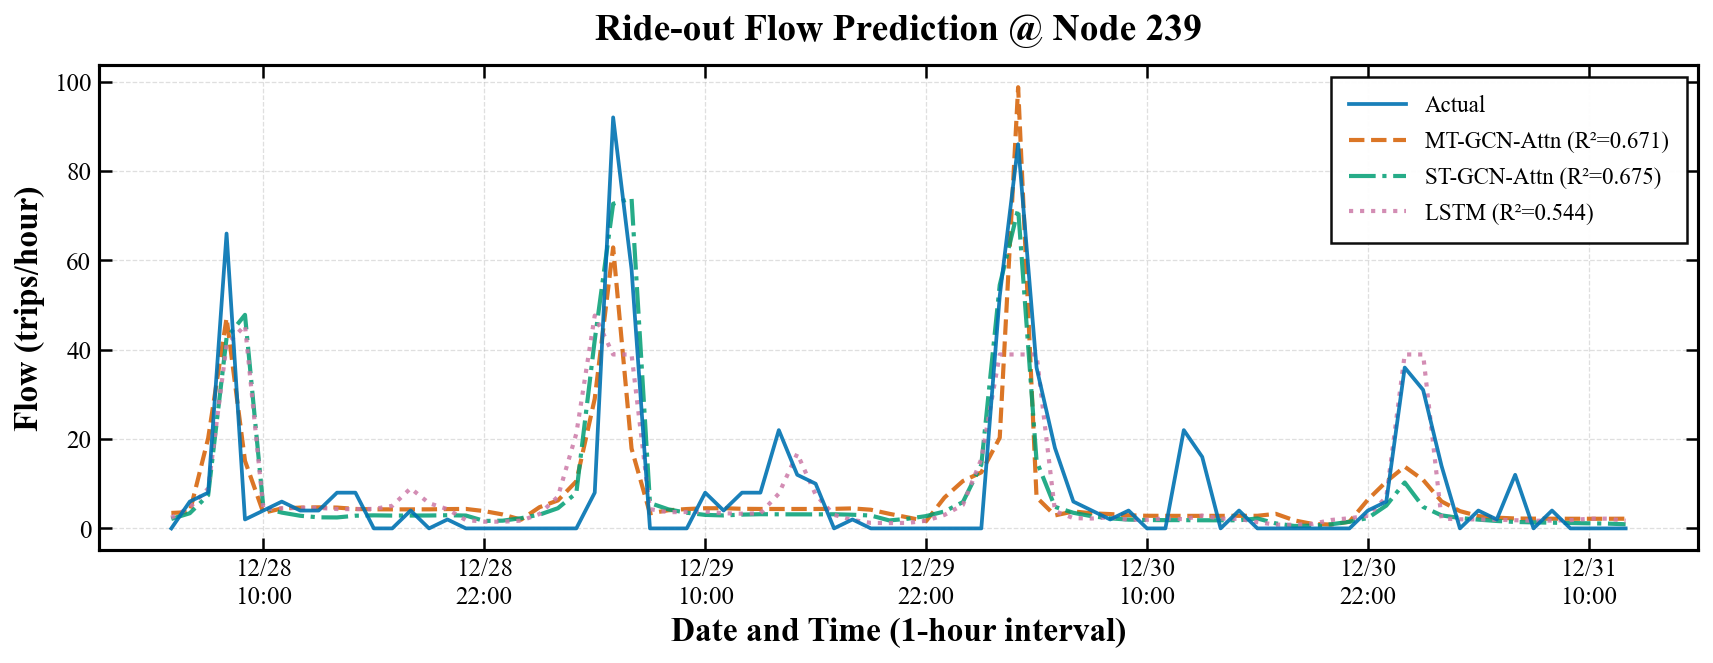 Ride-out Flow Prediction @ Node 239
Flow (trips/hour)
100
80
60
40
20
0
Actual
MT-GCN-Attn (R²=0.671)
ST-GCN-Attn (R²=0.675)
LSTM (R²=0.544)
12/28 12/28 12/29 12/29 12/30 12/30 12/31
10:00 22:00 10:00 22:00 10:00 22:00 10:00
Date and Time (1-hour interval)